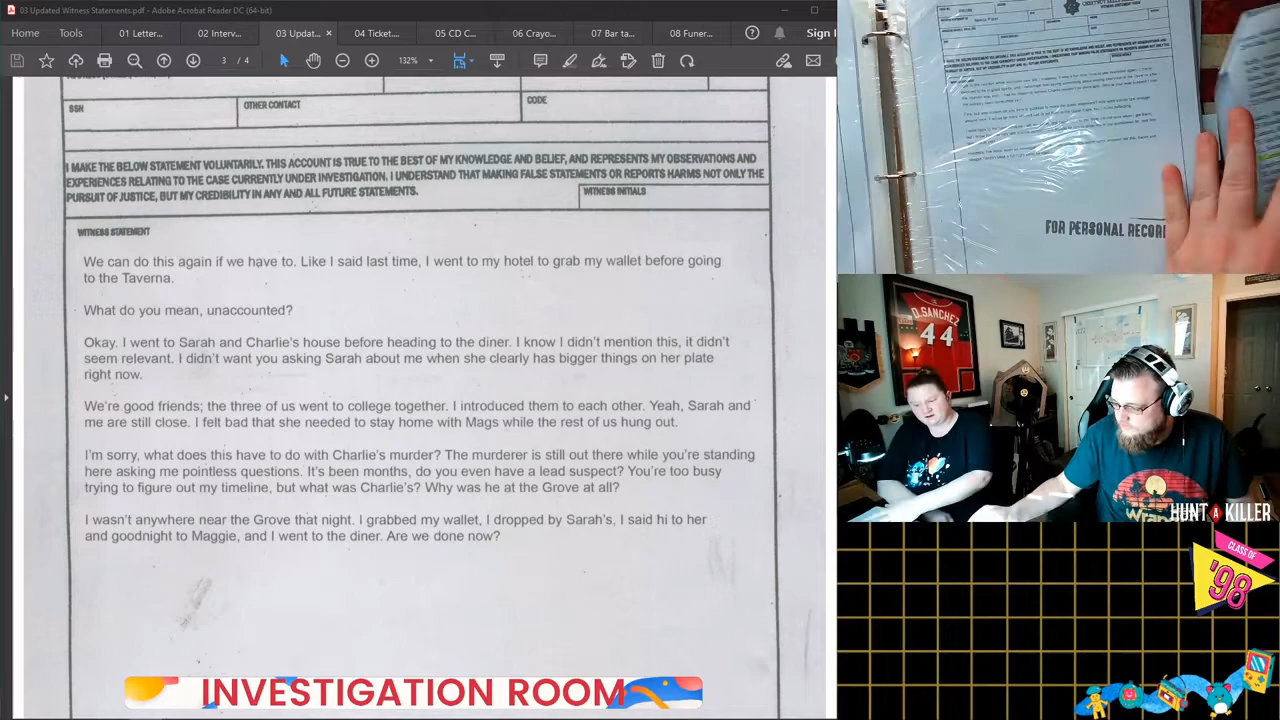 03 Updated Witness Statements.pdf - Adobe Acrobat Reader DC (64-bit)
Home
Tools
01 Letter...
02 Interv...
03 Updat...
04 Ticket...
05 CD C...
06 Crayo...
07 Bar ta...
08 Funer...
Sign I
3 / 4
132%
SSN
OTHER CONTACT
CODE
I MAKE THE BELOW STATEMENT VOLUNTARILY. THIS ACCOUNT IS TRUE TO THE BEST OF MY KNOWLEDGE AND BELIEF, AND REPRESENTS MY OBSERVATIONS AND
EXPERIENCES RELATING TO THE CASE CURRENTLY UNDER INVESTIGATION. I UNDERSTAND THAT MAKING FALSE STATEMENTS OR REPORTS HARMS NOT ONLY THE
PURSUIT OF JUSTICE, BUT MY CREDIBILITY IN ANY AND ALL FUTURE STATEMENTS.
WITNESS INITIALS
WITNESS STATEMENT
We can do this again if we have to. Like I said last time, I went to my hotel to grab my wallet before going
to the Taverna.
What do you mean, unaccounted?
Okay. I went to Sarah and Charlie's house before heading to the diner. I know I didn't mention this, it didn't
seem relevant. I didn't want you asking Sarah about me when she clearly has bigger things on her plate
right now.
We're good friends; the three of us went to college together. I introduced them to each other. Yeah, Sarah and
me are still close. I felt bad that she needed to stay home with Mags while the rest of us hung out.
I'm sorry, what does this have to do with Charlie's murder? The murderer is still out there while you're standing
here asking me pointless questions. It's been months, do you even have a lead suspect? You're too busy
trying to figure out my timeline, but what was Charlie's? Why was he at the Grove at all?
I wasn't anywhere near the Grove that night. I grabbed my wallet, I dropped by Sarah's, I said hi to her
and goodnight to Maggie, and I went to the diner. Are we done now?
INVESTIGATION ROOM
FOR PERSONAL RECOR
D.SANCHEZ
44
HUNT A KILLER
CLASS OF
'98